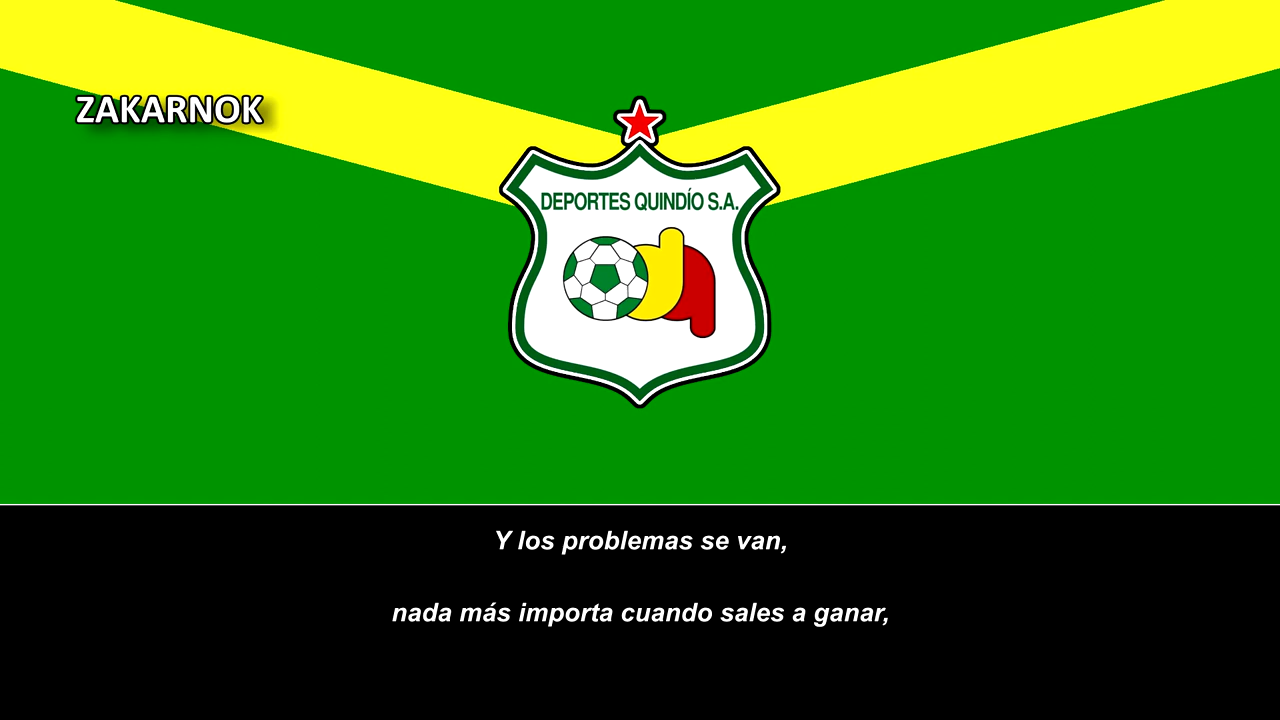 ZAKARNOK
DEPORTES QUINDÍO S.A.
Y los problemas se van,
nada más importa cuando sales a ganar,